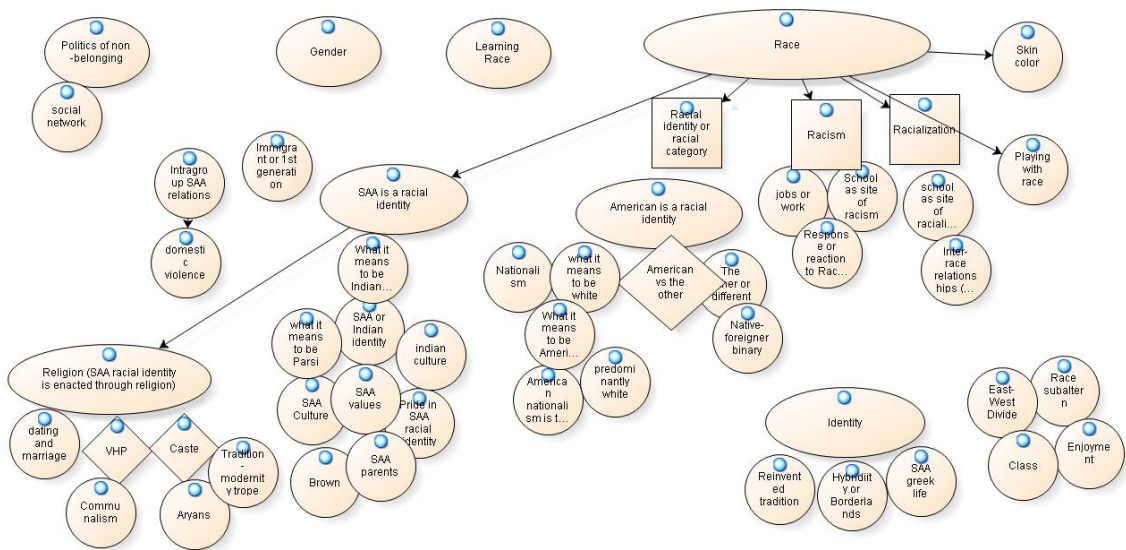 Politics of non
-belonging
social
network
Gender
Learning
Race
Race
Skin
color
Racial
identity or
racial
category
Racism
Racialization
Playing
with
race
Immigra
nt or 1st
generati
on
Intragro
up SAA
relations
domesti
c
violence
SAA is a racial
identity
American is a racial
identity
jobs or
work
School
as site
of
racism
Respons
e or
reaction
to Rac...
school
as site
of
raciali...
Inter-
race
relations
hips (...
What it
means
to be
Indian...
what it
means
to be
Parsi
SAA or
Indian
identity
indian
culture
SAA
Culture
SAA
values
Pride in
SAA
racial
identity
Brown
SAA
parents
Nationali
sm
what it
means
to be
white
American
vs the
other
The
or
different
What it
means
to be
Ameri...
Native-
foreigner
binary
America
n
nationali
sm is t...
predomi
nantly
white
Religion (SAA racial identity
is enacted through religion)
dating
and
marriage
VHP
Caste
Tradition
-
modernit
y trope
Commu
nalism
Aryans
Identity
Reinvent
ed
tradition
Hybridiit
y or
Borderla
nds
SAA
greek
life
East-
West
Divide
Race
subalter
n
Class
Enjoyme
nt